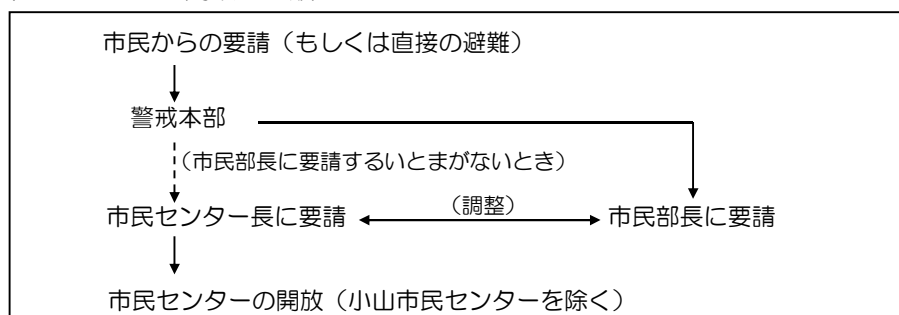 市民からの要請（もしくは直接の避難）
警戒本部
（市民部長に要請するいとまがないとき）
市民センター長に要請
（調整）
市民部長に要請
市民センターの開放（小山市民センターを除く）